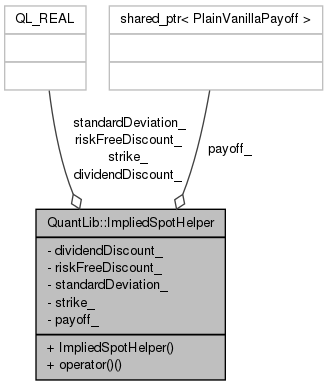 QL_REAL
shared_ptr< PlainVanillaPayoff >
standardDeviation_
riskFreeDiscount_
strike_
dividendDiscount_
payoff_
QuantLib::ImpliedSpotHelper
- dividendDiscount_
- riskFreeDiscount_
- standardDeviation_
- strike_
- payoff_
+ ImpliedSpotHelper()
+ operator()()